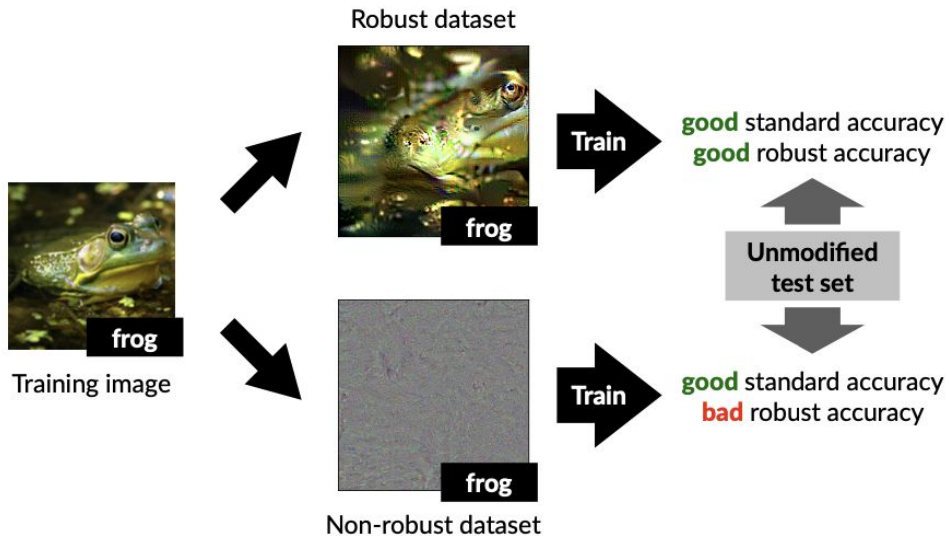 Robust dataset
frog
Train
good standard accuracy
good robust accuracy
frog
Training image
Unmodified
test set
frog
Non-robust dataset
Train
good standard accuracy
bad robust accuracy